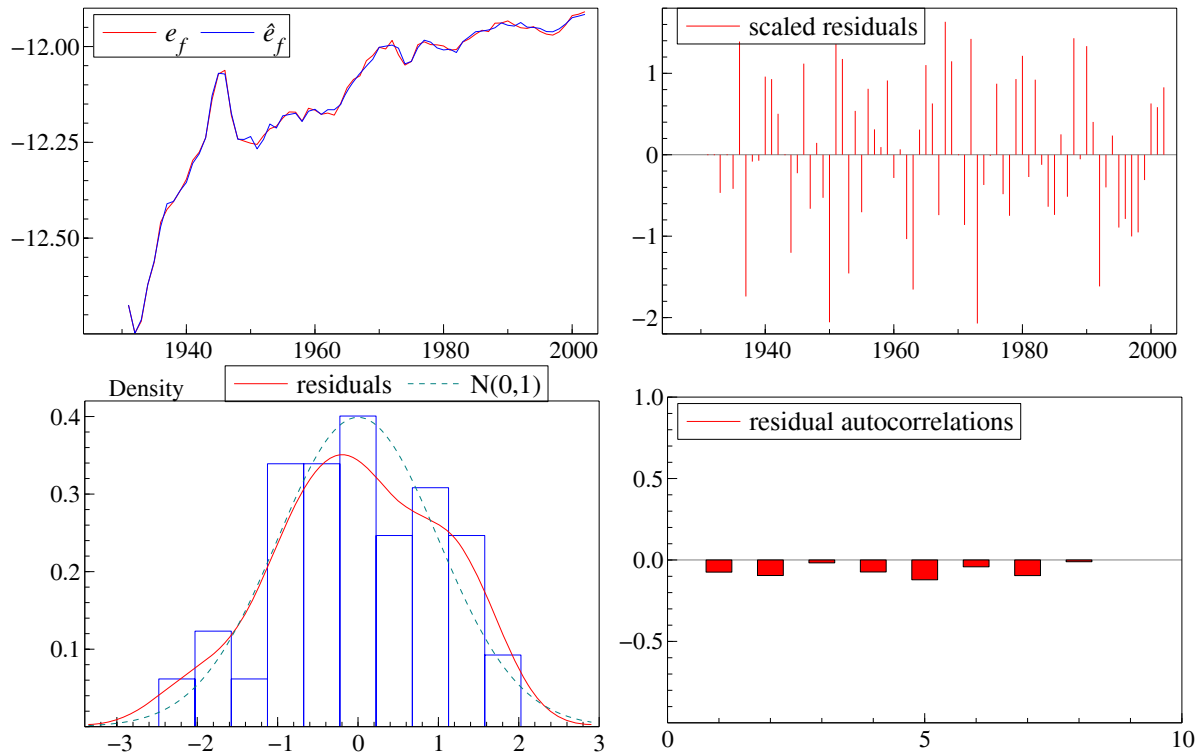 e_f ê_f
−12.00
−12.25
−12.50
1940 1960 1980 2000
scaled residuals
1
0
−1
−2
1940 1960 1980 2000
Density
residuals N(0,1)
0.4
0.3
0.2
0.1
−3 −2 −1 0 1 2 3
residual autocorrelations
1.0
0.5
0.0
−0.5
0 5 10